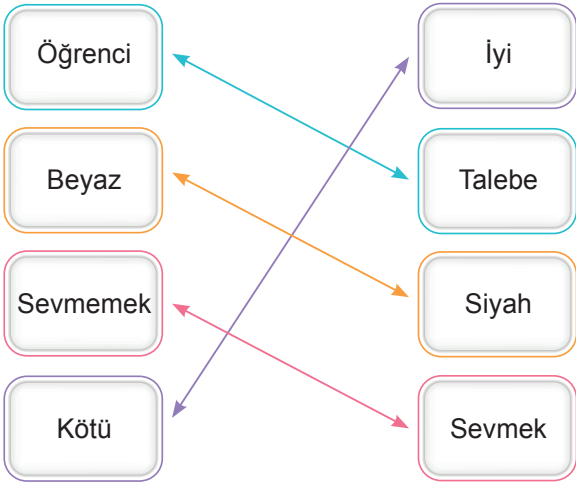 Öğrenci
İyi
Beyaz
Talebe
Sevmemek
Siyah
Kötü
Sevmek